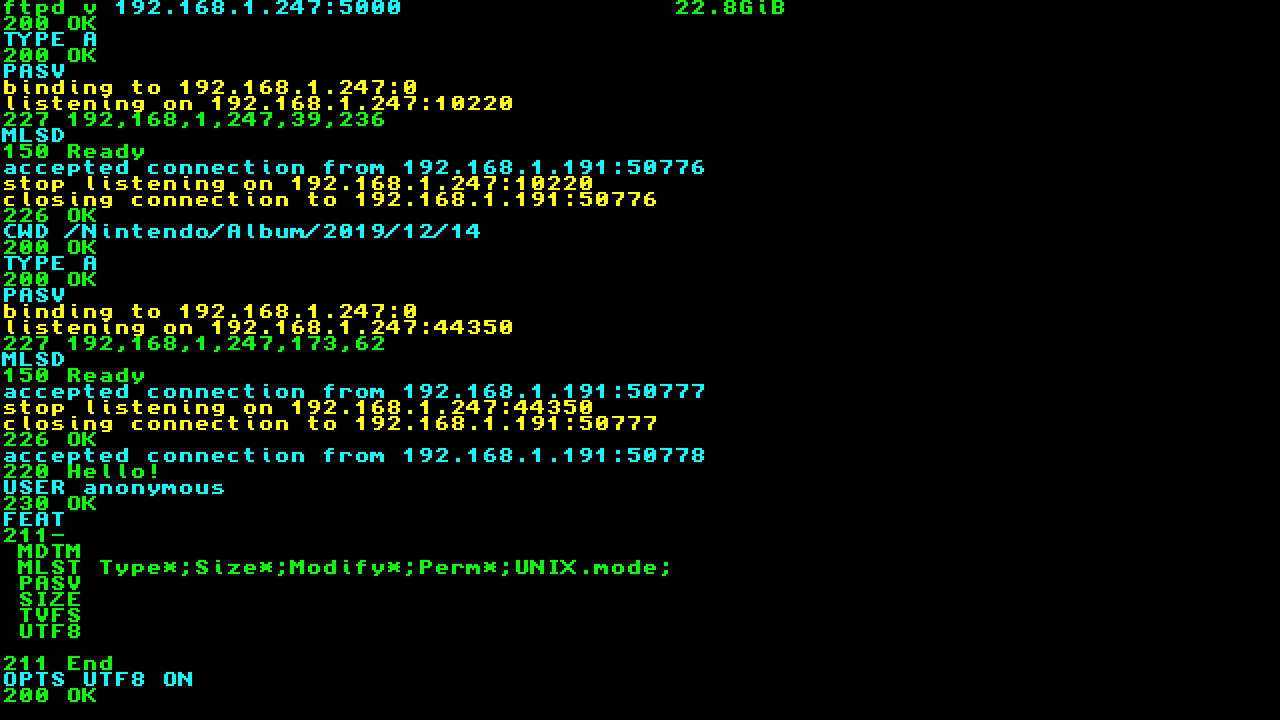 ftpd v 192.168.1.247:5000 22.8GiB
200 OK
TYPE A
200 OK
PASV
binding to 192.168.1.247:0
listening on 192.168.1.247:10220
227 192,168,1,247,39,236
MLSD
150 Ready
accepted connection from 192.168.1.191:50776
stop listening on 192.168.1.247:10220
closing connection to 192.168.1.191:50776
226 OK
CWD /Nintendo/Album/2019/12/14
200 OK
TYPE A
200 OK
PASV
binding to 192.168.1.247:0
listening on 192.168.1.247:44350
227 192,168,1,247,173,62
MLSD
150 Ready
accepted connection from 192.168.1.191:50777
stop listening on 192.168.1.247:44350
closing connection to 192.168.1.191:50777
226 OK
accepted connection from 192.168.1.191:50778
220 Hello!
USER anonymous
230 OK
FEAT
211-
MDTM
MLST Type*;Size*;Modify*;Perm*;UNIX.mode;
PASV
SIZE
TVFS
UTF8
211 End
OPTS UTF8 ON
200 OK